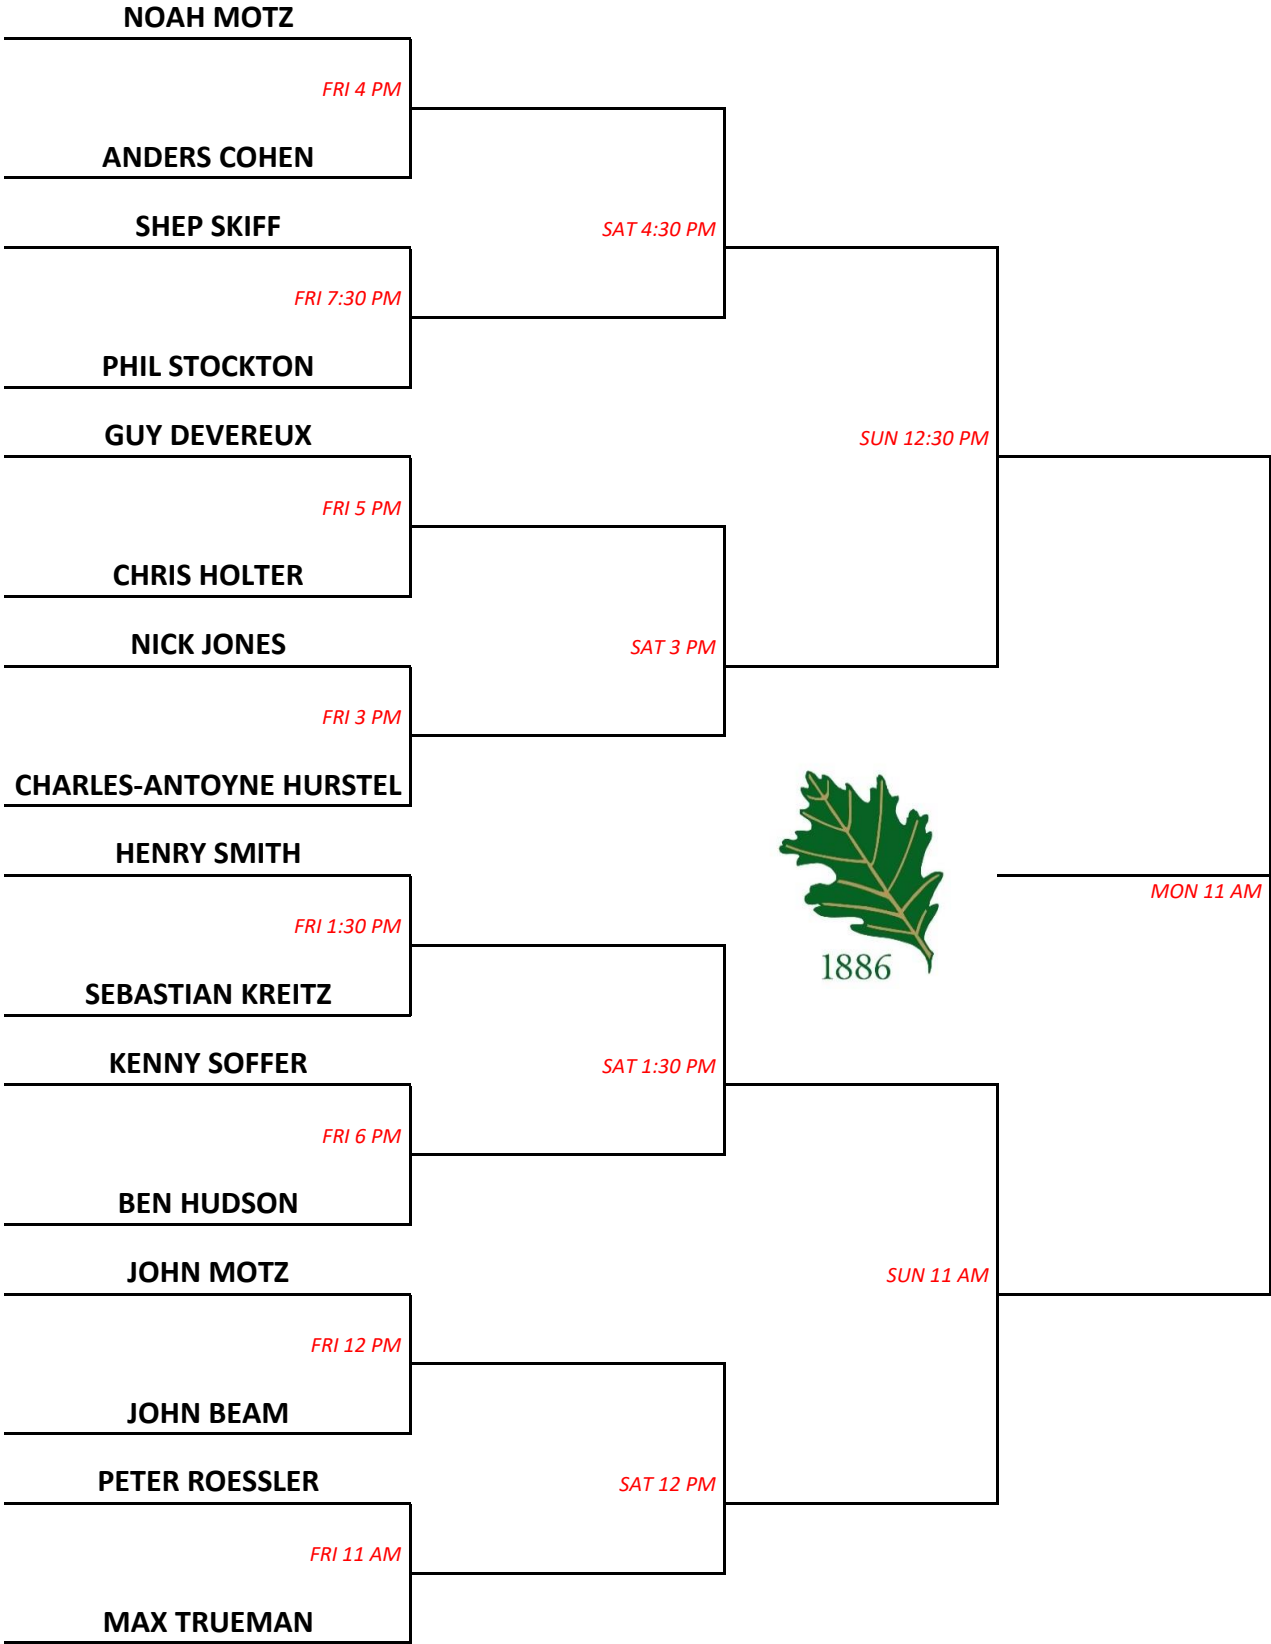 NOAH MOTZ
FRI 4 PM
ANDERS COHEN
SHEP SKIFF
SAT 4:30 PM
FRI 7:30 PM
PHIL STOCKTON
GUY DEVEREUX
SUN 12:30 PM
FRI 5 PM
CHRIS HOLTER
NICK JONES
SAT 3 PM
FRI 3 PM
CHARLES-ANTOYNE HURSTEL
HENRY SMITH
MON 11 AM
FRI 1:30 PM
1886
SEBASTIAN KREITZ
KENNY SOFFER
SAT 1:30 PM
FRI 6 PM
BEN HUDSON
JOHN MOTZ
SUN 11 AM
FRI 12 PM
JOHN BEAM
PETER ROESSLER
SAT 12 PM
FRI 11 AM
MAX TRUEMAN